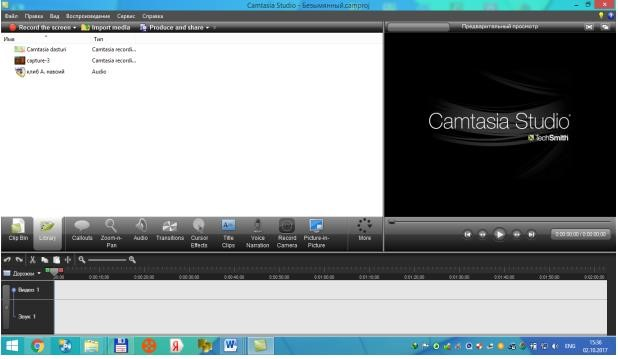 Camtasia Studio - Безымянный.camproj
Файл Правка Вид Воспроизведение Сервис Справка
Record the screen Import media Produce and share
Предварительный просмотр
Имя Тип
Camtasia dasturi Camtasia recordi...
capture-3 Camtasia recordi...
клиб А. навоий Audio
Camtasia Studio
TechSmith
Clip Bin Library Callouts Zoom-n-Pan Audio Transitions Cursor Effects Title Clips Voice Narration Record Camera Picture-in-Picture More
0:00:00:00 / 0:00:00:00
Дорожки 0:00:10;00 0:00:20;00 0:00:30;00 0:00:40;00 0:00:50;00 0:01:00;00 0:01:10;00 0:01:20;00 0:01:30;00 0:01:40;00 0:01:50;00 0:02:00;00
Видео 1
Звук 1
ENG
15:36
02.10.2017